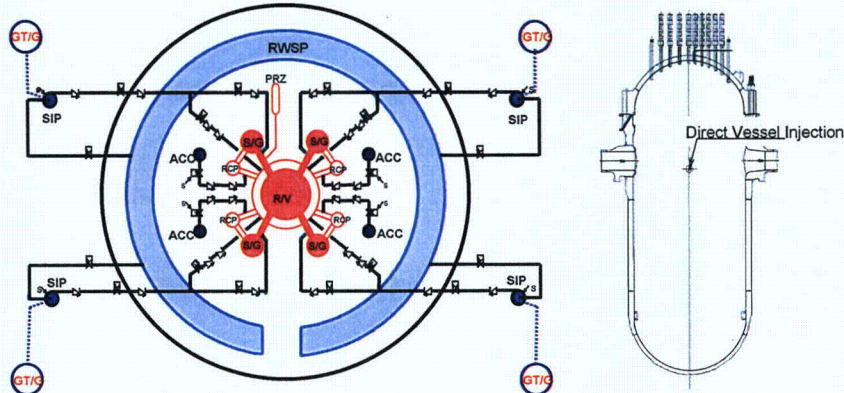 GT/G
GT/G
RWSP
PRZ
SIP
SIP
S/G
S/G
ACC
ACC
RCP
RCP
Direct Vessel Injection
R/V
RCP
RCP
ACC
ACC
S/G
S/G
SIP
SIP
S
S
GT/G
GT/G